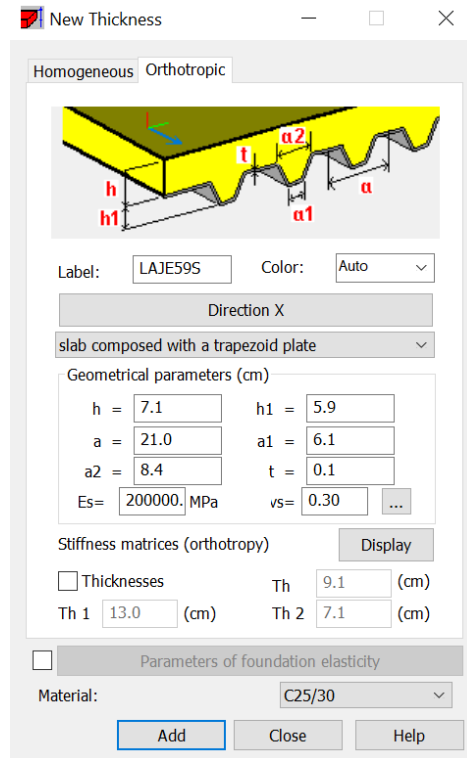 New Thickness
Homogeneous Orthotropic
h
h1
t
α2
α1
α
Label: LAJE59S Color: Auto
Direction X
slab composed with a trapezoid plate
Geometrical parameters (cm)
h = 7.1 h1 = 5.9
a = 21.0 a1 = 6.1
a2 = 8.4 t = 0.1
Es= 200000. MPa vs= 0.30 ...
Stiffness matrices (orthotropy) Display
Thicknesses Th 9.1 (cm)
Th 1 13.0 (cm) Th 2 7.1 (cm)
Parameters of foundation elasticity
Material: C25/30
Add Close Help